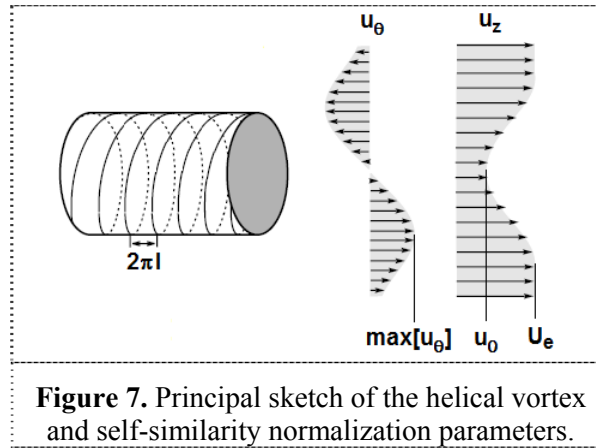 uθ uz
2πl
max[uθ] u0 Ue
Figure 7. Principal sketch of the helical vortex
and self-similarity normalization parameters.